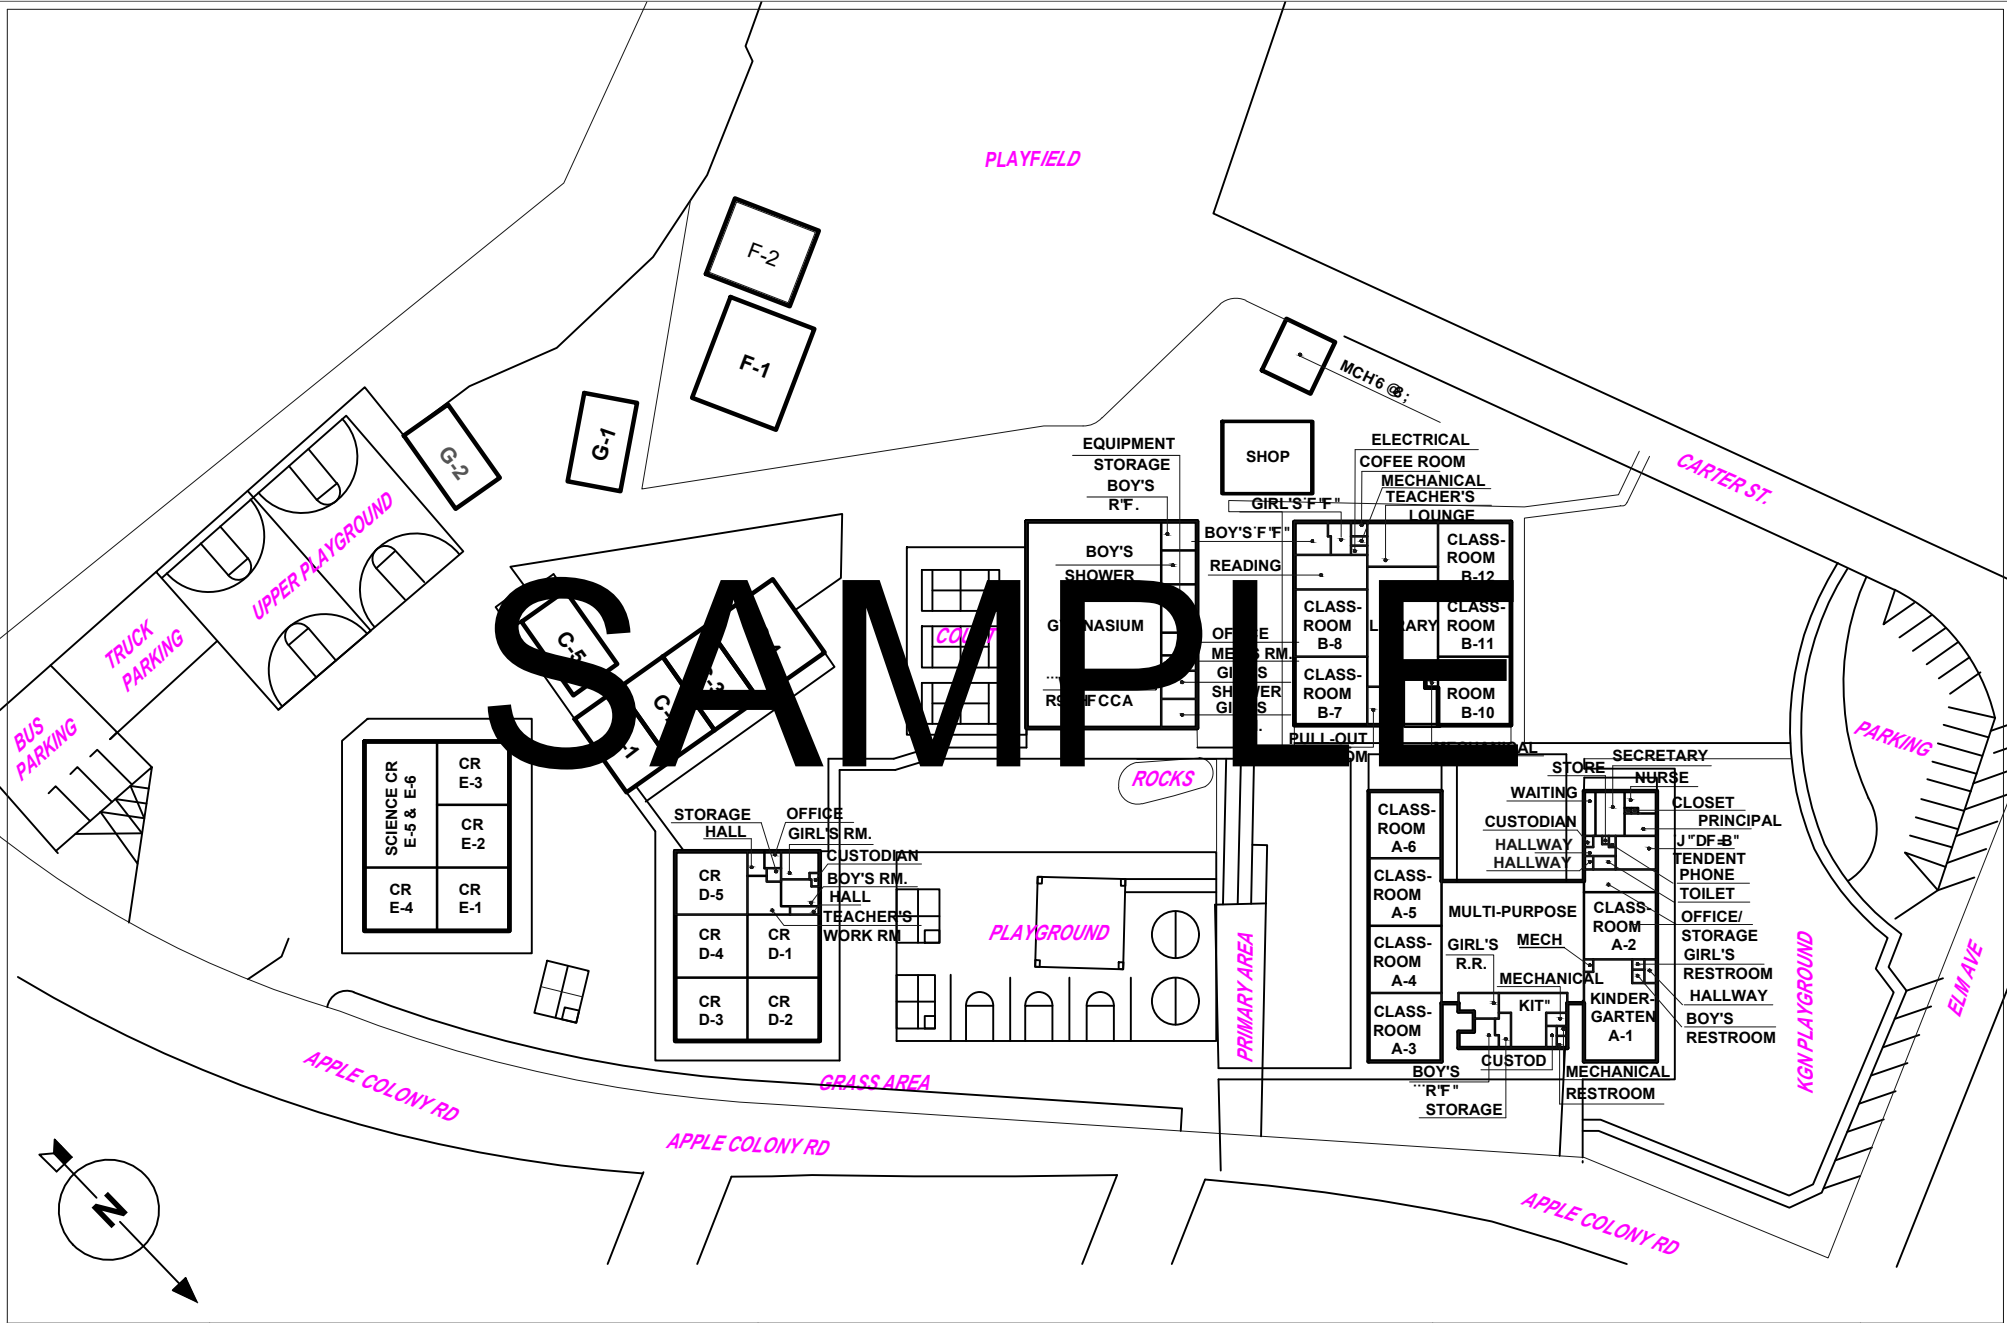 PLAYFIELD
F-2
F-1
G-1
G-2
UPPER PLAYGROUND
TRUCK
PARKING
BUS
PARKING
CARTER ST.
PARKING
ELM AVE
KGN PLAYGROUND
SHOP
EQUIPMENT
STORAGE
BOY'S
BOY'S
SHOWER
ELECTRICAL
COFEE ROOM
MECHANICAL
TEACHER'S
LOUNGE
READING
CLASS-
ROOM
B-12
CLASS-
ROOM
B-11
ROOM
B-10
CLASS-
ROOM
B-8
CLASS-
ROOM
B-7
SAMPLE
C-5
PULL-OUT
ROCKS
SCIENCE CR
E-5 & E-6
CR
E-3
CR
E-2
CR
E-4
CR
E-1
STORAGE
HALL
OFFICE
GIRL'S RM.
CUSTODIAN
BOY'S RM.
HALL
TEACHER'S
WORK RM
CR
D-5
CR
D-4
CR
D-1
CR
D-3
CR
D-2
PLAYGROUND
PRIMARY AREA
GRASS AREA
CLASS-
ROOM
A-6
CLASS-
ROOM
A-5
CLASS-
ROOM
A-4
CLASS-
ROOM
A-3
MULTI-PURPOSE
GIRL'S
R.R.
MECH
MECHANICAL
KIT"
CUSTOD
BOY'S
STORAGE
MECHANICAL
RESTROOM
SECRETARY
STORE
NURSE
WAITING
CLOSET
PRINCIPAL
CUSTODIAN
HALLWAY
HALLWAY
TENDENT
PHONE
TOILET
OFFICE/
STORAGE
GIRL'S
RESTROOM
HALLWAY
BOY'S
RESTROOM
CLASS-
ROOM
A-2
KINDER-
GARTEN
A-1
APPLE COLONY RD
APPLE COLONY RD
APPLE COLONY RD
N